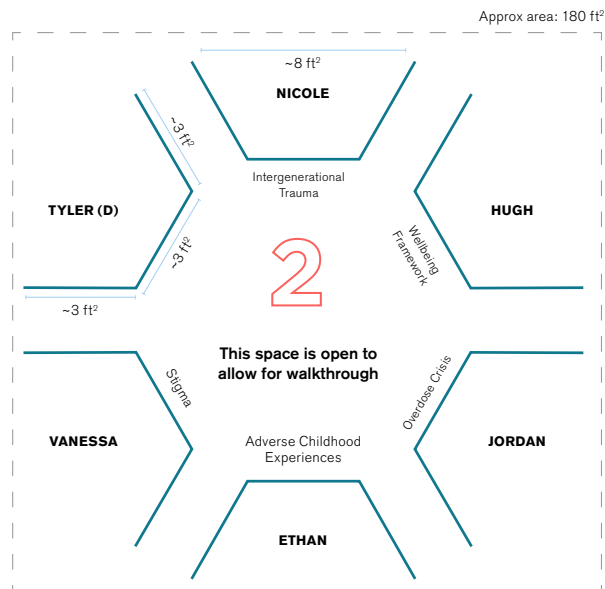 Approx area: 180 ft²
~8 ft²
NICOLE
~3 ft²
Intergenerational
Trauma
TYLER (D)
HUGH
~3 ft²
Wellbeing
Framework
2
~3 ft²
This space is open to
allow for walkthrough
Stigma
Overdose Crisis
VANESSA
Adverse Childhood
Experiences
JORDAN
ETHAN